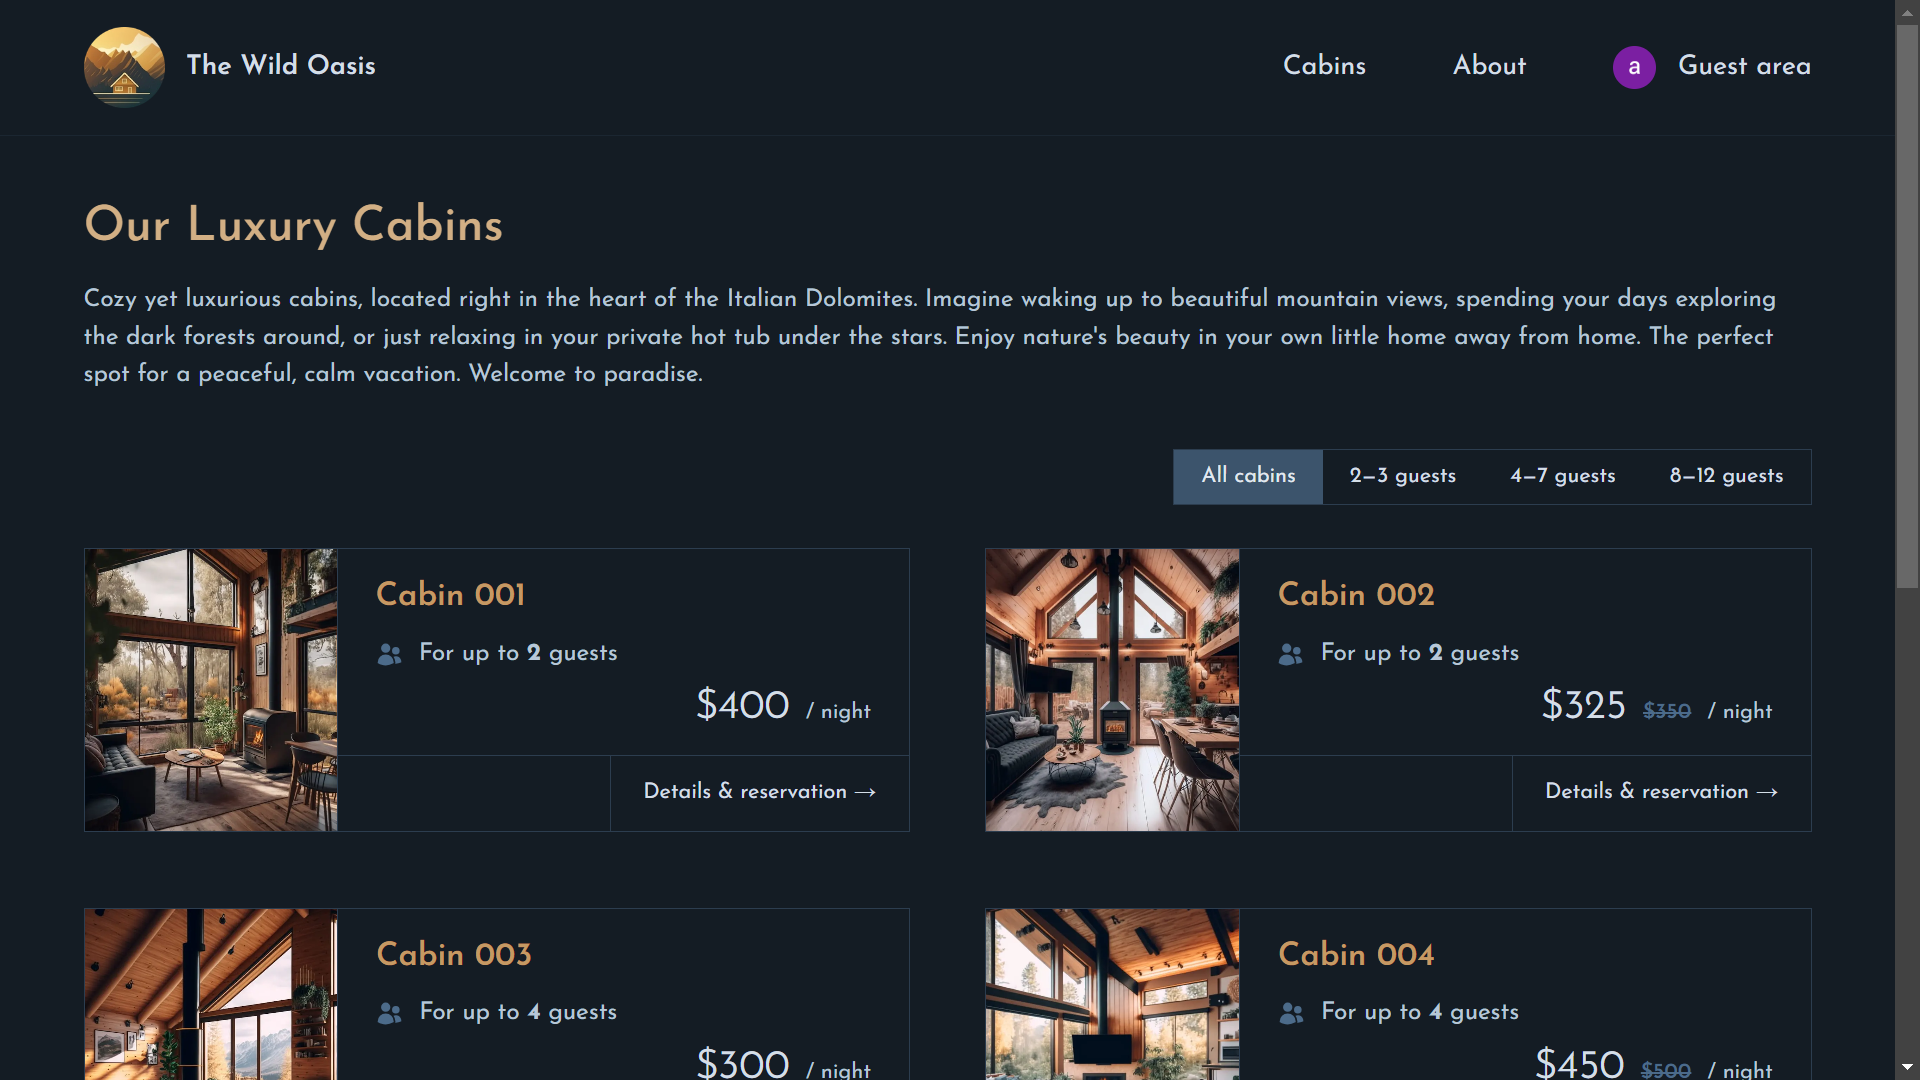 The Wild Oasis
Cabins
About
a
Guest area
Our Luxury Cabins
Cozy yet luxurious cabins, located right in the heart of the Italian Dolomites. Imagine waking up to beautiful mountain views, spending your days exploring
the dark forests around, or just relaxing in your private hot tub under the stars. Enjoy nature's beauty in your own little home away from home. The perfect
spot for a peaceful, calm vacation. Welcome to paradise.
All cabins
2—3 guests
4—7 guests
8—12 guests
Cabin 001
For up to 2 guests
$400 / night
Details & reservation →
Cabin 002
For up to 2 guests
$325 $350 / night
Details & reservation →
Cabin 003
For up to 4 guests
$300 / night
Cabin 004
For up to 4 guests
$450 $500 / night